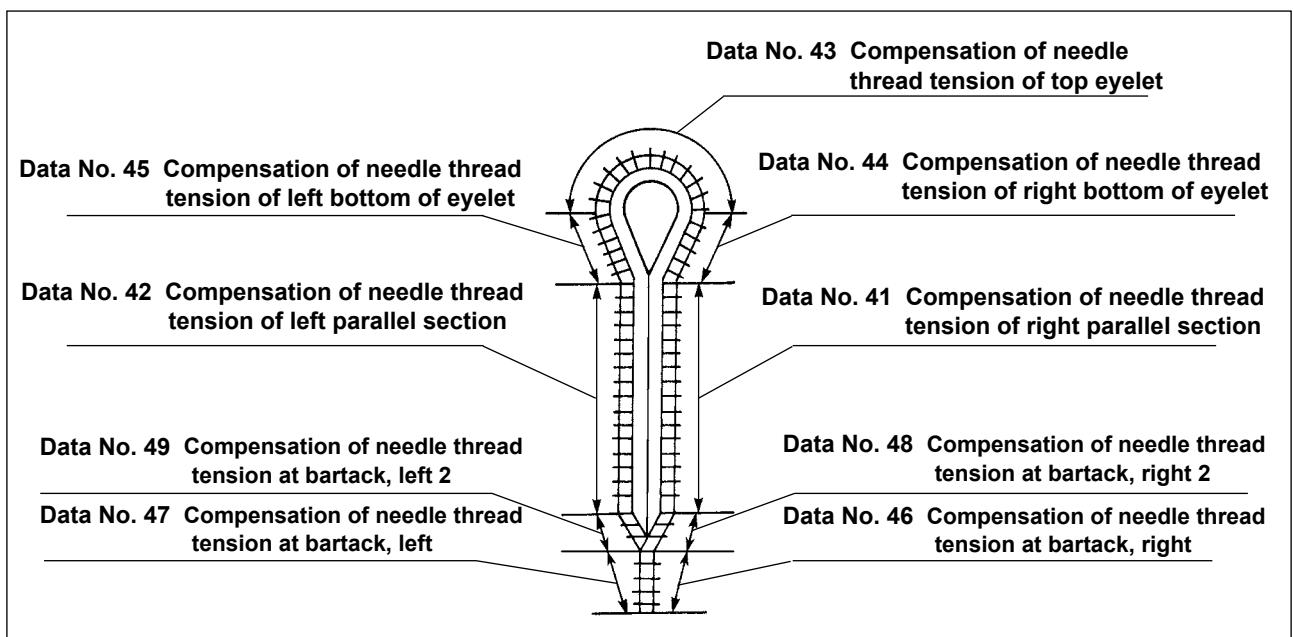 Data No. 43 Compensation of needle
thread tension of top eyelet
Data No. 45 Compensation of needle thread
tension of left bottom of eyelet
Data No. 44 Compensation of needle thread
tension of right bottom of eyelet
Data No. 42 Compensation of needle thread
tension of left parallel section
Data No. 41 Compensation of needle thread
tension of right parallel section
Data No. 49 Compensation of needle thread
tension at bartack, left 2
Data No. 48 Compensation of needle thread
tension at bartack, right 2
Data No. 47 Compensation of needle thread
tension at bartack, left
Data No. 46 Compensation of needle thread
tension at bartack, right